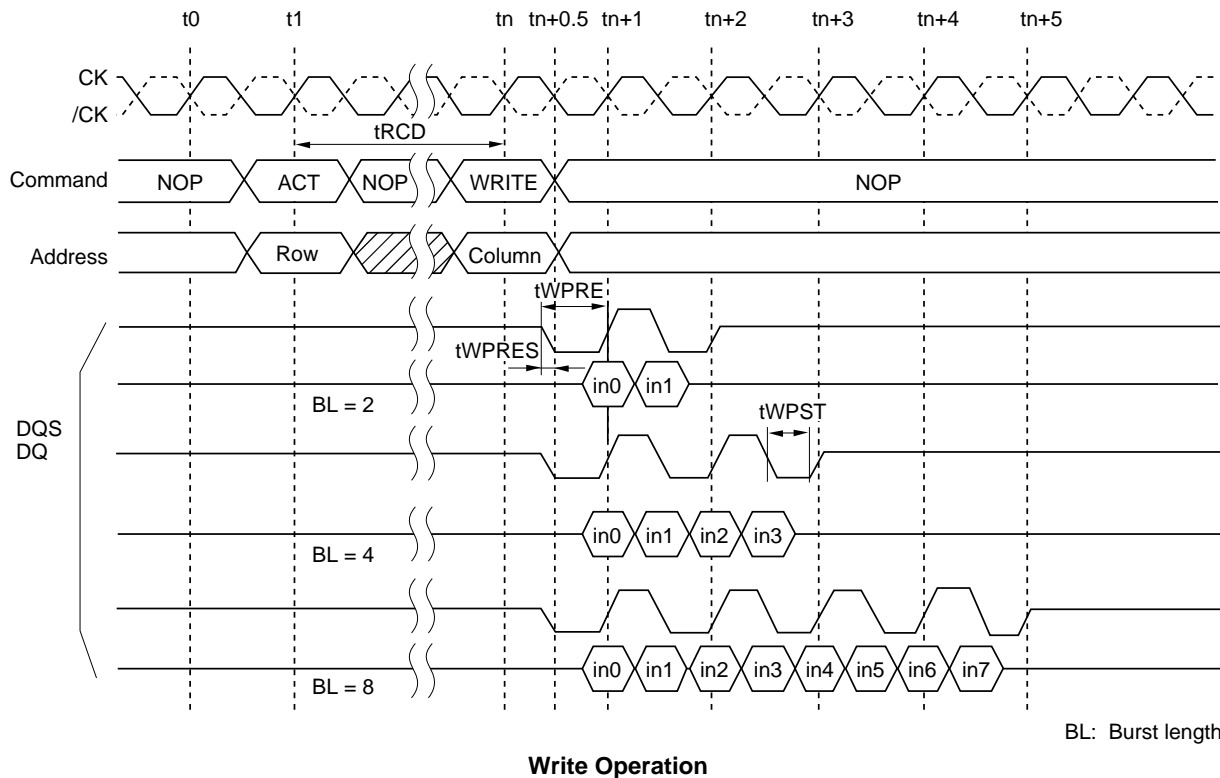 t0 t1 tn tn+0.5 tn+1 tn+2 tn+3 tn+4 tn+5
CK
/CK
tRCD
Command NOP ACT NOP WRITE NOP
Address Row Column
tWPRE
tWPRES
in0 in1
BL = 2
tWPST
DQS
DQ
in0 in1 in2 in3
BL = 4
in0 in1 in2 in3 in4 in5 in6 in7
BL = 8
BL: Burst length
Write Operation